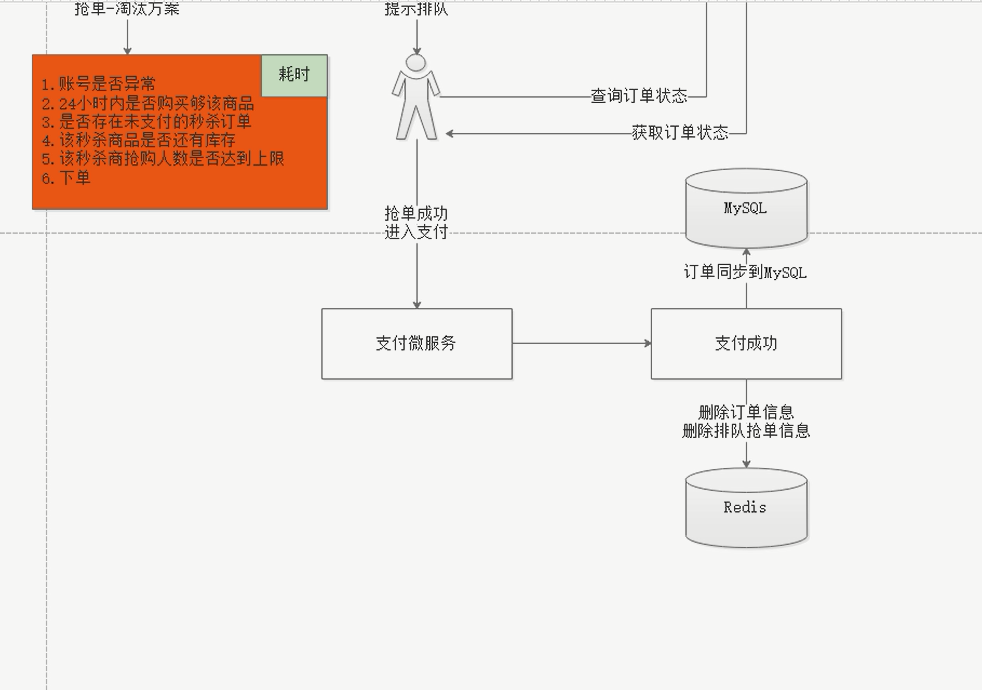 抢单-淘汰方案
提示排队
耗时
1. 账号是否异常
2. 24小时内是否购买够该商品
3. 是否存在未支付的秒杀订单
4. 该秒杀商品是否还有库存
5. 该秒杀商抢购人数是否达到上限
6. 下单
查询订单状态
获取订单状态
MySQL
抢单成功
进入支付
订单同步到MySQL
支付微服务
支付成功
删除订单信息
删除排队抢单信息
Redis